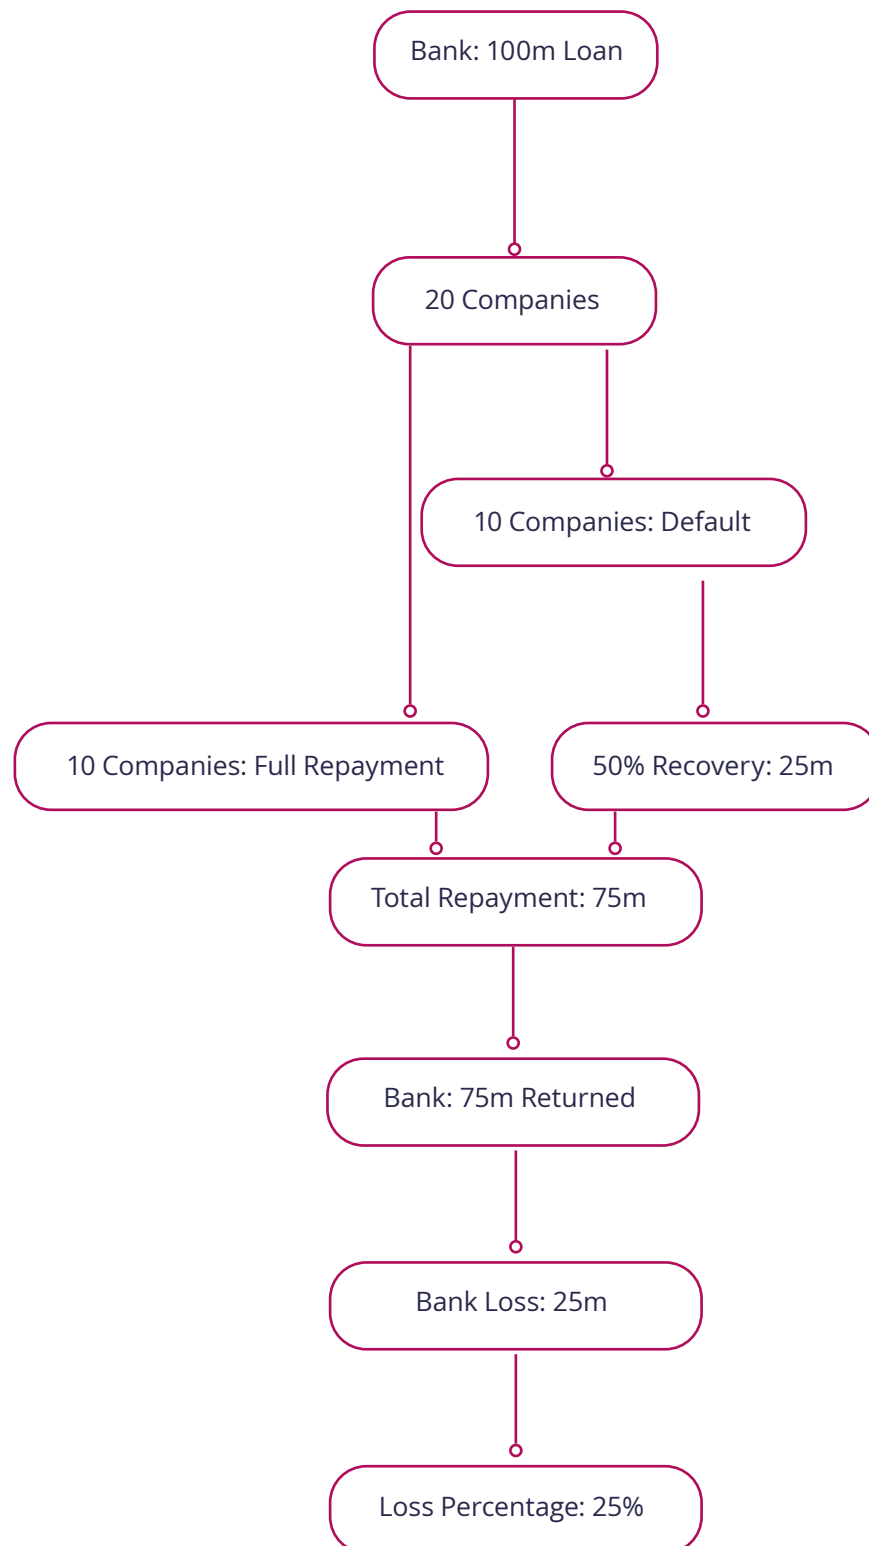 Bank: 100m Loan
20 Companies
10 Companies: Default
10 Companies: Full Repayment
50% Recovery: 25m
Total Repayment: 75m
Bank: 75m Returned
Bank Loss: 25m
Loss Percentage: 25%